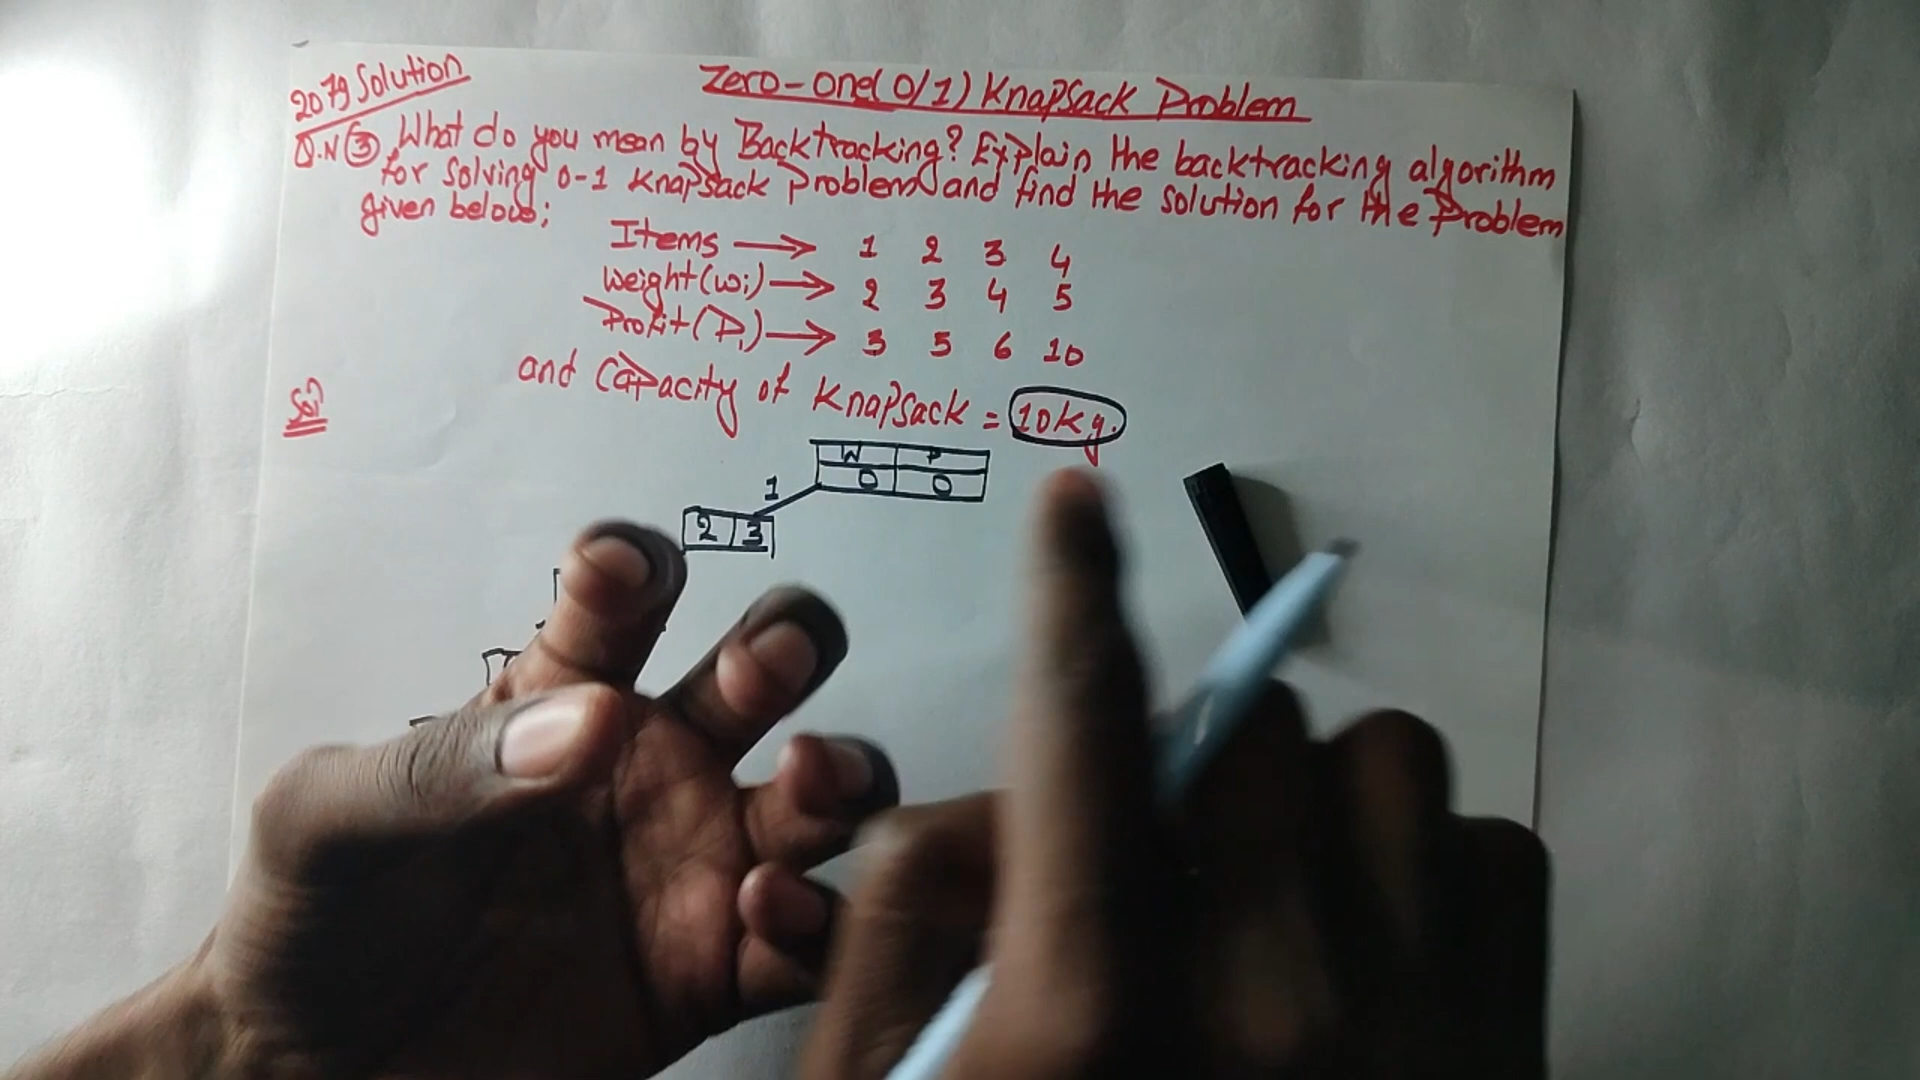 2079 Solution
Zero-one(0/1) Knapsack Problem
Q.N 3 What do you mean by Backtracking? Explain the backtracking algorithm
for solving 0-1 Knapsack Problem and find the solution for the Problem
given below;
Items → 1 2 3 4
Weight(wi) → 2 3 4 5
Profit(Pi) → 3 5 6 10
and Capacity of Knapsack = 10kg.
Soln
W P
0 0
1
2 3